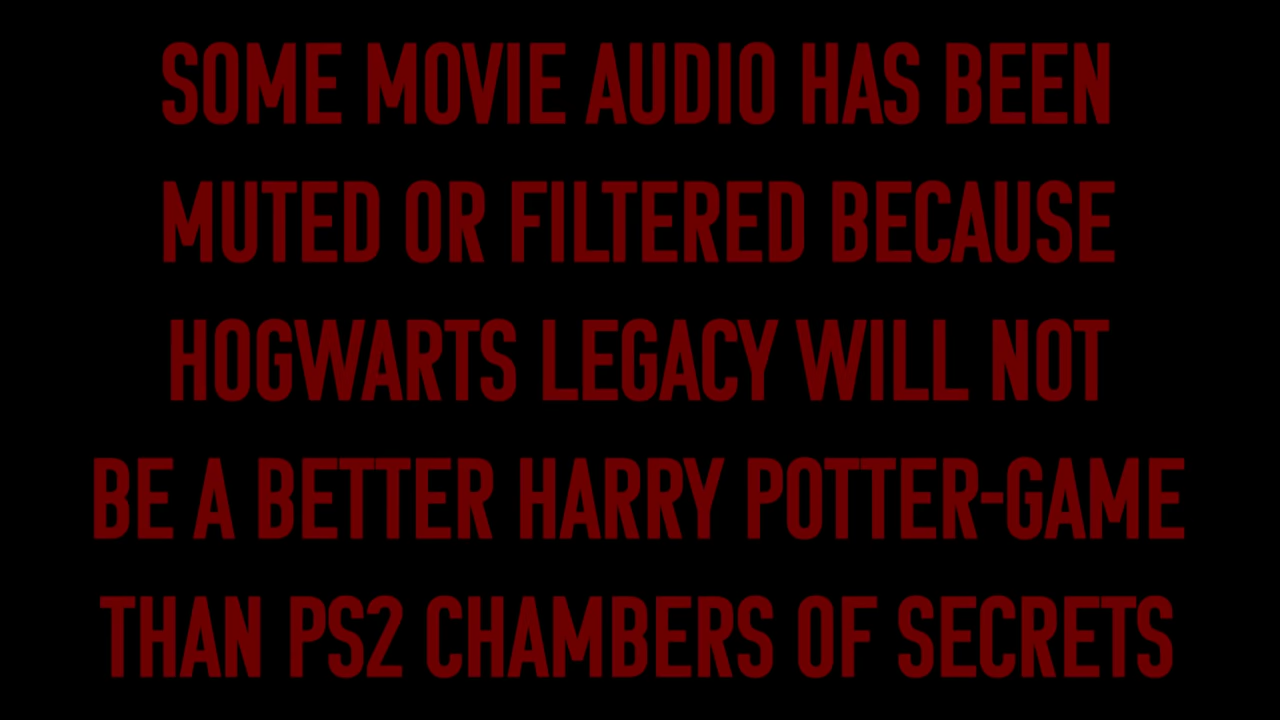 SOME MOVIE AUDIO HAS BEEN
MUTED OR FILTERED BECAUSE
HOGWARTS LEGACY WILL NOT
BE A BETTER HARRY POTTER-GAME
THAN PS2 CHAMBERS OF SECRETS